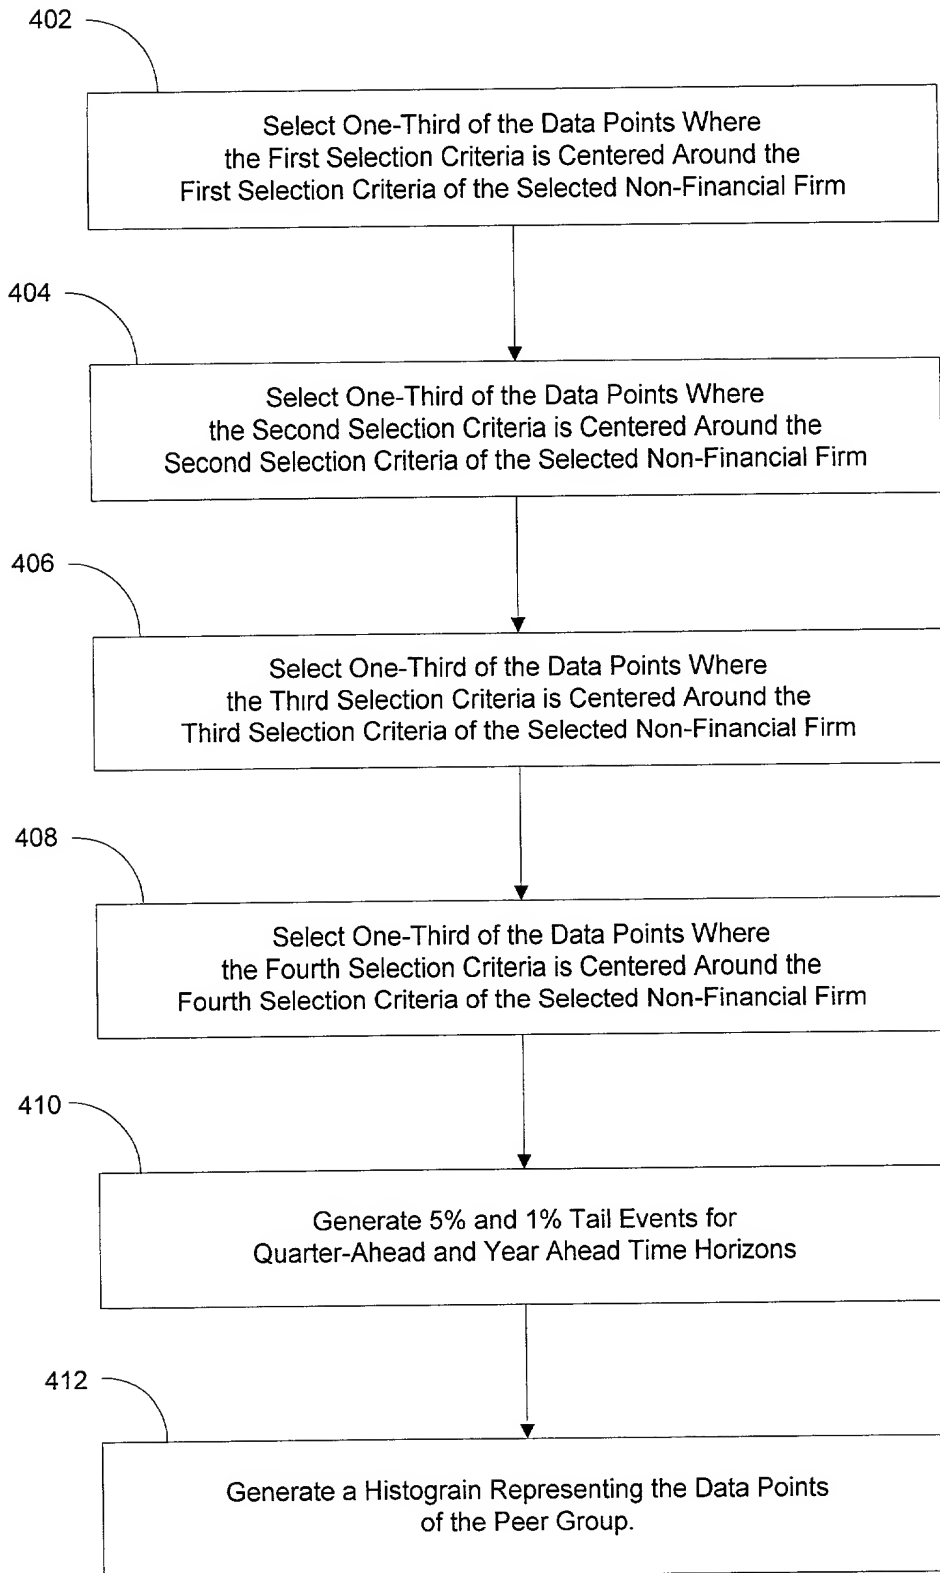 402
Select One-Third of the Data Points Where
the First Selection Criteria is Centered Around the
First Selection Criteria of the Selected Non-Financial Firm
404
Select One-Third of the Data Points Where
the Second Selection Criteria is Centered Around the
Second Selection Criteria of the Selected Non-Financial Firm
406
Select One-Third of the Data Points Where
the Third Selection Criteria is Centered Around the
Third Selection Criteria of the Selected Non-Financial Firm
408
Select One-Third of the Data Points Where
the Fourth Selection Criteria is Centered Around the
Fourth Selection Criteria of the Selected Non-Financial Firm
410
Generate 5% and 1% Tail Events for
Quarter-Ahead and Year Ahead Time Horizons
412
Generate a Histograin Representing the Data Points
of the Peer Group.